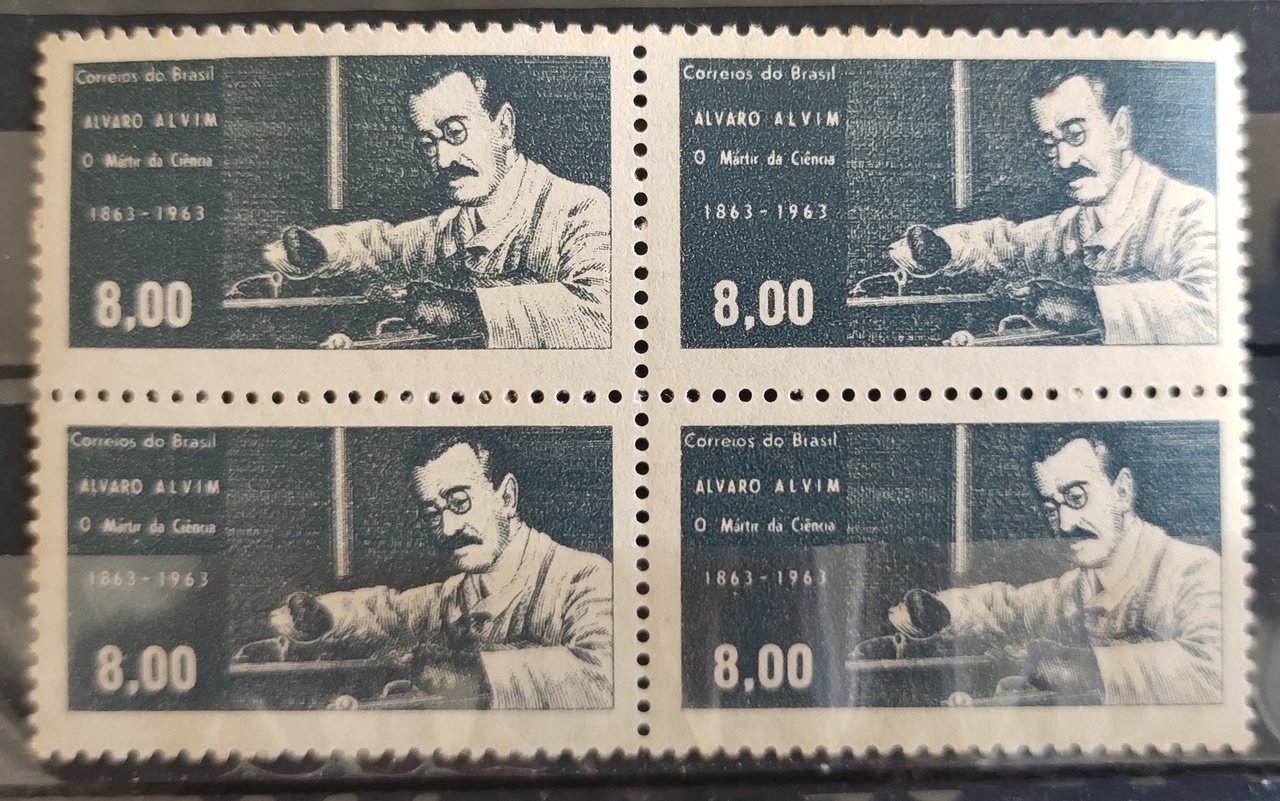 Correios do Brasil
ALVARO ALVIM
O Mártir da Ciência
1863-1963
8,00
Correios do Brasil
ALVARO ALVIM
O Mártir da Ciência
1863-1963
8,00
Correios do Brasil
ALVARO ALVIM
O Mártir da Ciência
1863-1963
8,00
Correios do Brasil
ALVARO ALVIM
O Mártir da Ciência
1863-1963
8,00